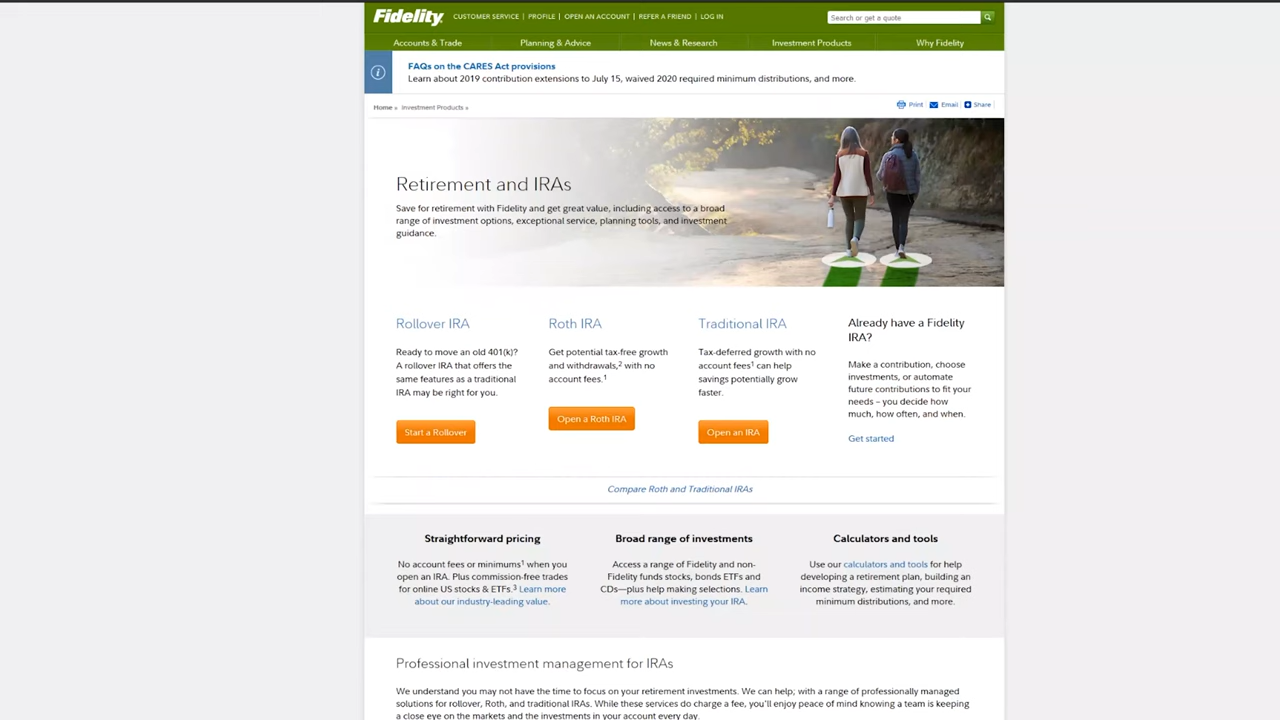 Fidelity
CUSTOMER SERVICE | PROFILE | OPEN AN ACCOUNT | REFER A FRIEND | LOG IN
Search or get a quote
Accounts & Trade
Planning & Advice
News & Research
Investment Products
Why Fidelity
FAQs on the CARES Act provisions
Learn about 2019 contribution extensions to July 15, waived 2020 required minimum distributions, and more.
Home » Investment Products »
Print
Email
Share
Retirement and IRAs
Save for retirement with Fidelity and get great value, including access to a broad
range of investment options, exceptional service, planning tools, and investment
guidance.
Rollover IRA
Ready to move an old 401(k)?
A rollover IRA that offers the
same features as a traditional
IRA may be right for you.
Start a Rollover
Roth IRA
Get potential tax-free growth
and withdrawals,² with no
account fees.¹
Open a Roth IRA
Traditional IRA
Tax-deferred growth with no
account fees¹ can help
savings potentially grow
faster.
Open an IRA
Already have a Fidelity
IRA?
Make a contribution, choose
investments, or automate
future contributions to fit your
needs – you decide how
much, how often, and when.
Get started
Compare Roth and Traditional IRAs
Straightforward pricing
No account fees or minimums¹ when you
open an IRA. Plus commission-free trades
for online US stocks & ETFs.³ Learn more
about our industry-leading value.
Broad range of investments
Access a range of Fidelity and non-
Fidelity funds stocks, bonds ETFs and
CDs—plus help making selections. Learn
more about investing your IRA.
Calculators and tools
Use our calculators and tools for help
developing a retirement plan, building an
income strategy, estimating your required
minimum distributions, and more.
Professional investment management for IRAs
We understand you may not have the time to focus on your retirement investments. We can help; with a range of professionally managed
solutions for rollover, Roth, and traditional IRAs. While these services do charge a fee, you'll enjoy peace of mind knowing a team is keeping
a close eye on the markets and the investments in your account every day.